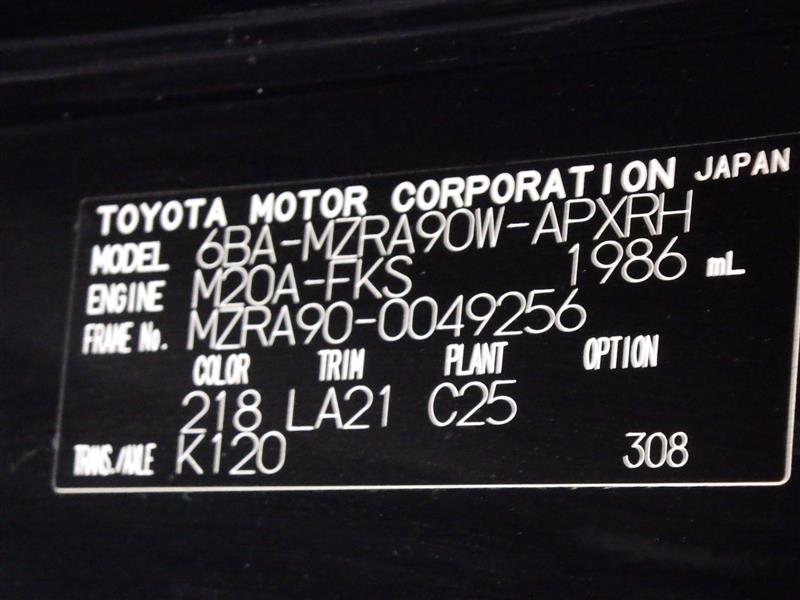 TOYOTA MOTOR CORPORATION JAPAN
MODEL 6BA-MZRA90W-APXRH
ENGINE M20A-FKS 1986 mL
FRAME No. MZRA90-0049256
COLOR TRIM PLANT OPTION
218 LA21 C25
TRANS./AXLE K120 308